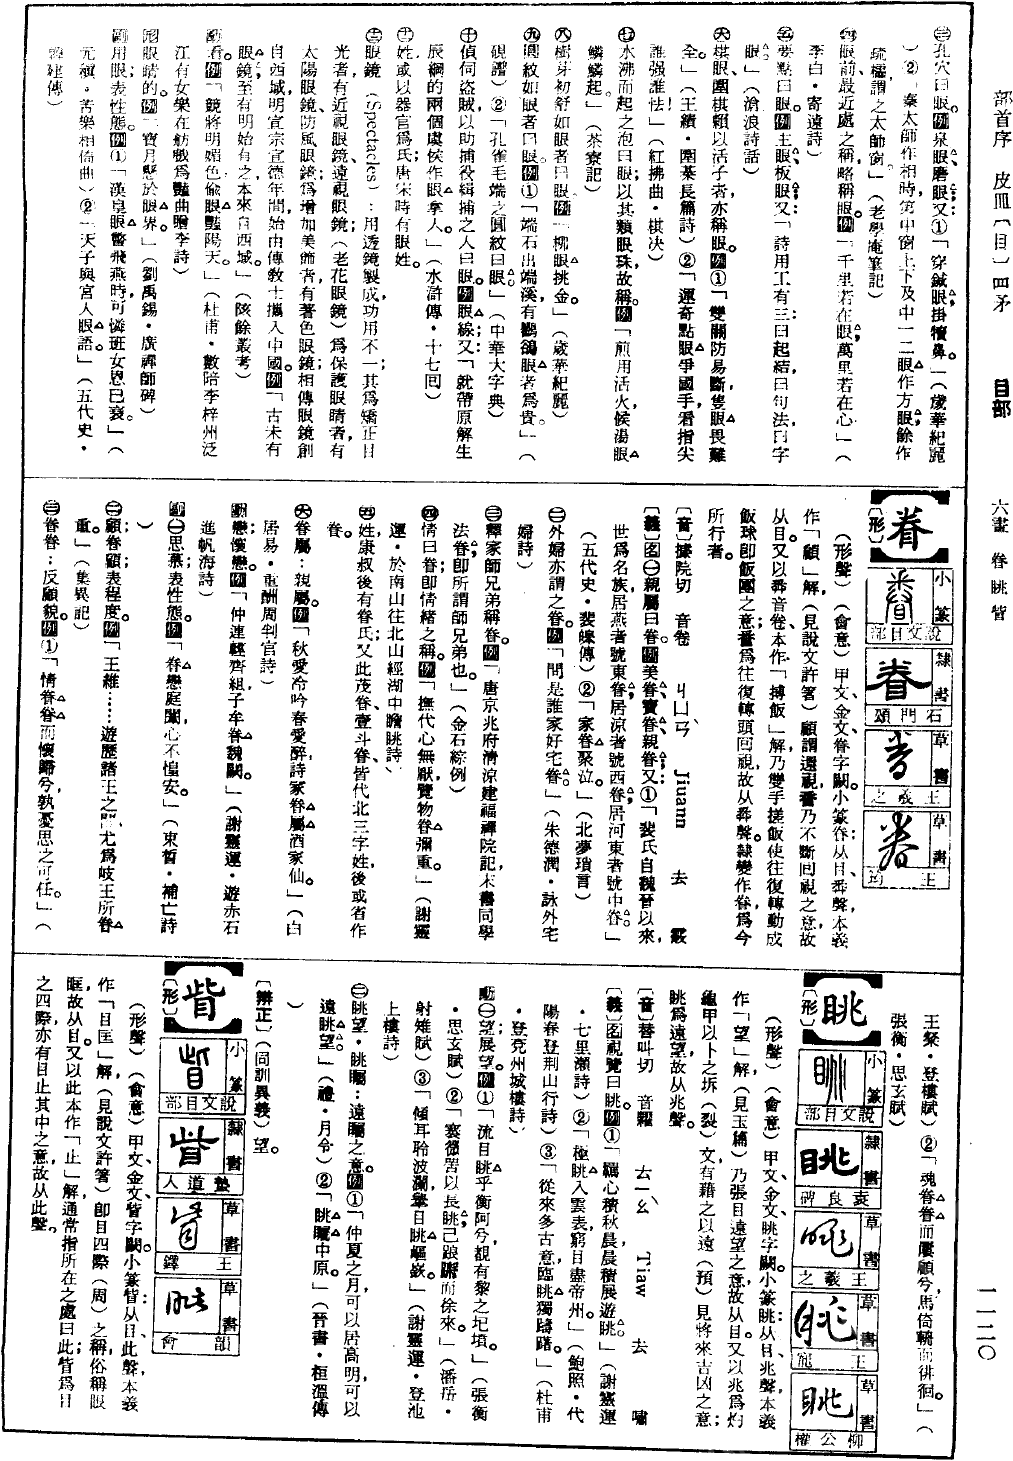 部首序 皮皿〔目〕四矛 目部 六畫 眷眺眥 一一二〇
㊂孔穴曰眼。例泉眼磨眼又：①「穿鍼眼掛犢鼻。」（歲華紀麗
）②「秦太師作相時，第中窗上下及中一二眼作方眼，餘作
疏櫺，謂之太師窗。」（老學庵筆記）
㊃眼前，最近處之稱，略稱眼。例「千里若在眼，萬里若在心」（
李白・寄遠詩）
㊄要點曰眼。例主眼、板眼，又：「詩用工有三：曰起結，曰句法，曰字
眼」（滄浪詩話）
㊅棋眼，圍棋賴以活子者亦稱眼。例①「雙關防易斷，隻眼畏難
全」（王績・圍棊長篇詩）②「運奇點眼爭國手，看指尖
誰强誰怯」（紅拂曲・棋決）
㊆水沸而起之泡曰眼，以其類眼珠故稱。例「煎用活火，候湯眼
鱗鱗起。」（茶寮記）
㊇樹芽初舒如眼者曰眼。例「柳眼挑金。」（歲華紀麗）
㊈圓紋如眼者曰眼。例①「端石出端溪，有鸜鵒眼者爲貴。」（
硯譜）②「孔雀毛端之圓紋曰眼。」（中華大字典）
㊉偵伺盜賊，以助捕役緝捕之人曰眼。例眼線，又：「就帶原解生
辰綱的兩個虞侯作眼拿人」（水滸傳・十七囘）
姓，或以器官爲氏，唐宋時有眼姓。
眼鏡（Spectacles）：用透鏡製成，功用不一，其爲矯正目
光者，有近視眼鏡、遠視眼鏡（老花眼鏡），爲保護眼睛者，有
太陽眼鏡、防風眼鏡，爲增加美飾者，有著色眼鏡，相傳眼鏡創
自西域，明宣宗宣德年間，始由傳教士攜入中國。例「古未有
眼鏡，至有明始有之，本來自西域。」（陔餘叢考）
看。例「鏡將明媚色，偸眼豔陽天。」（杜甫・數陪李梓州泛
江有女樂在舫戲爲豔曲贈李詩）
眼睛的。例「寶月懸於眼界。」（劉禹錫・廣禪師碑）
用眼表性態。例①「漢皇眼瞥飛燕時，可憐班女恩已衰。」（
元稹・苦樂相倚曲）②「天子與宮人眼語。」（五代史・
建傳）
眷
〔形〕
小篆 說文目部
隸書 石門頌
草書 王羲之
草書 王筠
（形聲）（會意）甲文、金文眷字闕。小篆眷：从目、𢍏聲，本義
作「顧」解（見說文許箸）顧謂還視，番乃不斷回視之意，故
从目。又以𢍏音卷，本作「摶飯」解，乃雙手搓飯使往復轉動成
飯球卽飯團之意，番爲往復轉頭回視，故从𢍏聲。隸變作眷爲今
所行者。
〔音〕據院切 音卷 ㄐㄩㄢˋ Jiuann 去 霰
〔義〕名㊀親屬曰眷。例美眷、寶眷、親眷，又：①「裴氏自魏晉以來，
世爲名族，居燕者號東眷，居涼者號西眷，居河東者號中眷。」
（五代史・裴皞傳）②「家眷聚泣。」（北夢瑣言）
㊁外婦亦謂之眷。例「問是誰家好宅眷。」（朱德潤・詠外宅
婦詩）
㊂釋家師兄弟稱眷。例「唐京兆府淸涼建福禪院記，末書同學
法眷，卽所謂師兄弟也。」（金石綜例）
㊃情曰眷，卽情緒之稱。例「撫代心無厭，覽物眷彌重。」（謝靈
運・於南山往北山經湖中瞻眺詩）
㊄姓，康叔後有眷氏，又此茂眷、壹斗眷皆代北三字姓，後或省作
眷。
㊅眷屬：親屬。例「秋愛冷吟春愛醉，詩家眷屬酒家仙。」（白
居易・重酬周判官詩）
動戀慕、懷戀。例「仲連輕齊組，子牟眷魏闕。」（謝靈運・遊赤石
進帆海詩）
副㊀思慕表性態。例「眷戀庭闈，心不惶安。」（束晳・補亡詩
）
㊁顧眷，顧表程度。例「王維……遊歷諸王之門，尤爲岐王所眷
重。」（集異記）
㊂眷眷：反顧貌。例①「情眷眷而懷歸兮，孰憂思之可任。」（
王粲・登樓賦）②「魂眷眷而屢顧兮，馬倚輈而徘徊。」（
張衡・思玄賦）
眺
〔形〕
小篆 說文目部
隸書 袁良碑
草書 王羲之
草書 王寵
草書 柳公權
（形聲）（會意）甲文、金文眺字闕。小篆眺：从目、兆聲，本義
作「望」解（見玉篇）乃張目遠望之意，故从目。又以兆爲灼
龜甲以卜之坼（裂）文，有藉之以遠（預）見將來吉凶之意；
眺爲遠望，故从兆聲。
〔音〕替叫切 音糶 去ㄧㄠˋ Tiaw 去 嘯
〔義〕名視覽曰眺。例①「羈心積秋晨，晨積展遊眺。」（謝靈運
・七里瀨詩）②「極眺入雲表，窮目盡帝州。」（鮑照・代
陽春登荆山行詩）③「從來多古意，臨眺獨躊躇。」（杜甫
・登兗州城樓詩）
動㊀望，展望。例①「流目眺乎衡阿兮，覩有黎之圮墳。」（張衡
・思玄賦）②「褰微罟以長眺，已踉蹡而徐來。」（潘岳・
射雉賦）③「傾耳聆波瀾，舉目眺嶇嶔。」（謝靈運・登池
上樓詩）
㊁眺望・眺矚：遠矚之意。例①「仲夏之月，可以居高明，可以
遠眺望。」（禮・月令）②「眺矚中原。」（晉書・桓溫傳
）
〔辨正〕（同訓異義）望。
眥
〔形〕
小篆 說文目部
隸書 塾道人
草書 王鐸
草書 韻會
（形聲）（會意）甲文、金文眥字闕。小篆眥：从目、此聲，本義
作「目匡」解（見說文許箸）卽目四際（周）之稱，俗稱眼
眶，故从目。又以此本作「止」解，通常指所在之處曰此；眥爲目
之四際，亦有目止其中之意，故从此聲。